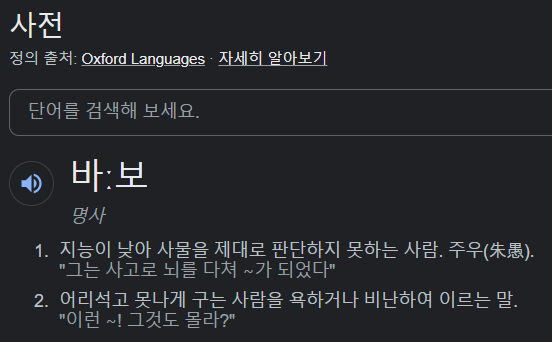 사전
정의 출처: Oxford Languages · 자세히 알아보기
단어를 검색해 보세요.
바ː보
명사
1. 지능이 낮아 사물을 제대로 판단하지 못하는 사람. 주우(朱愚).
"그는 사고로 뇌를 다쳐 ~가 되었다"
2. 어리석고 못나게 구는 사람을 욕하거나 비난하여 이르는 말.
"이런 ~! 그것도 몰라?"